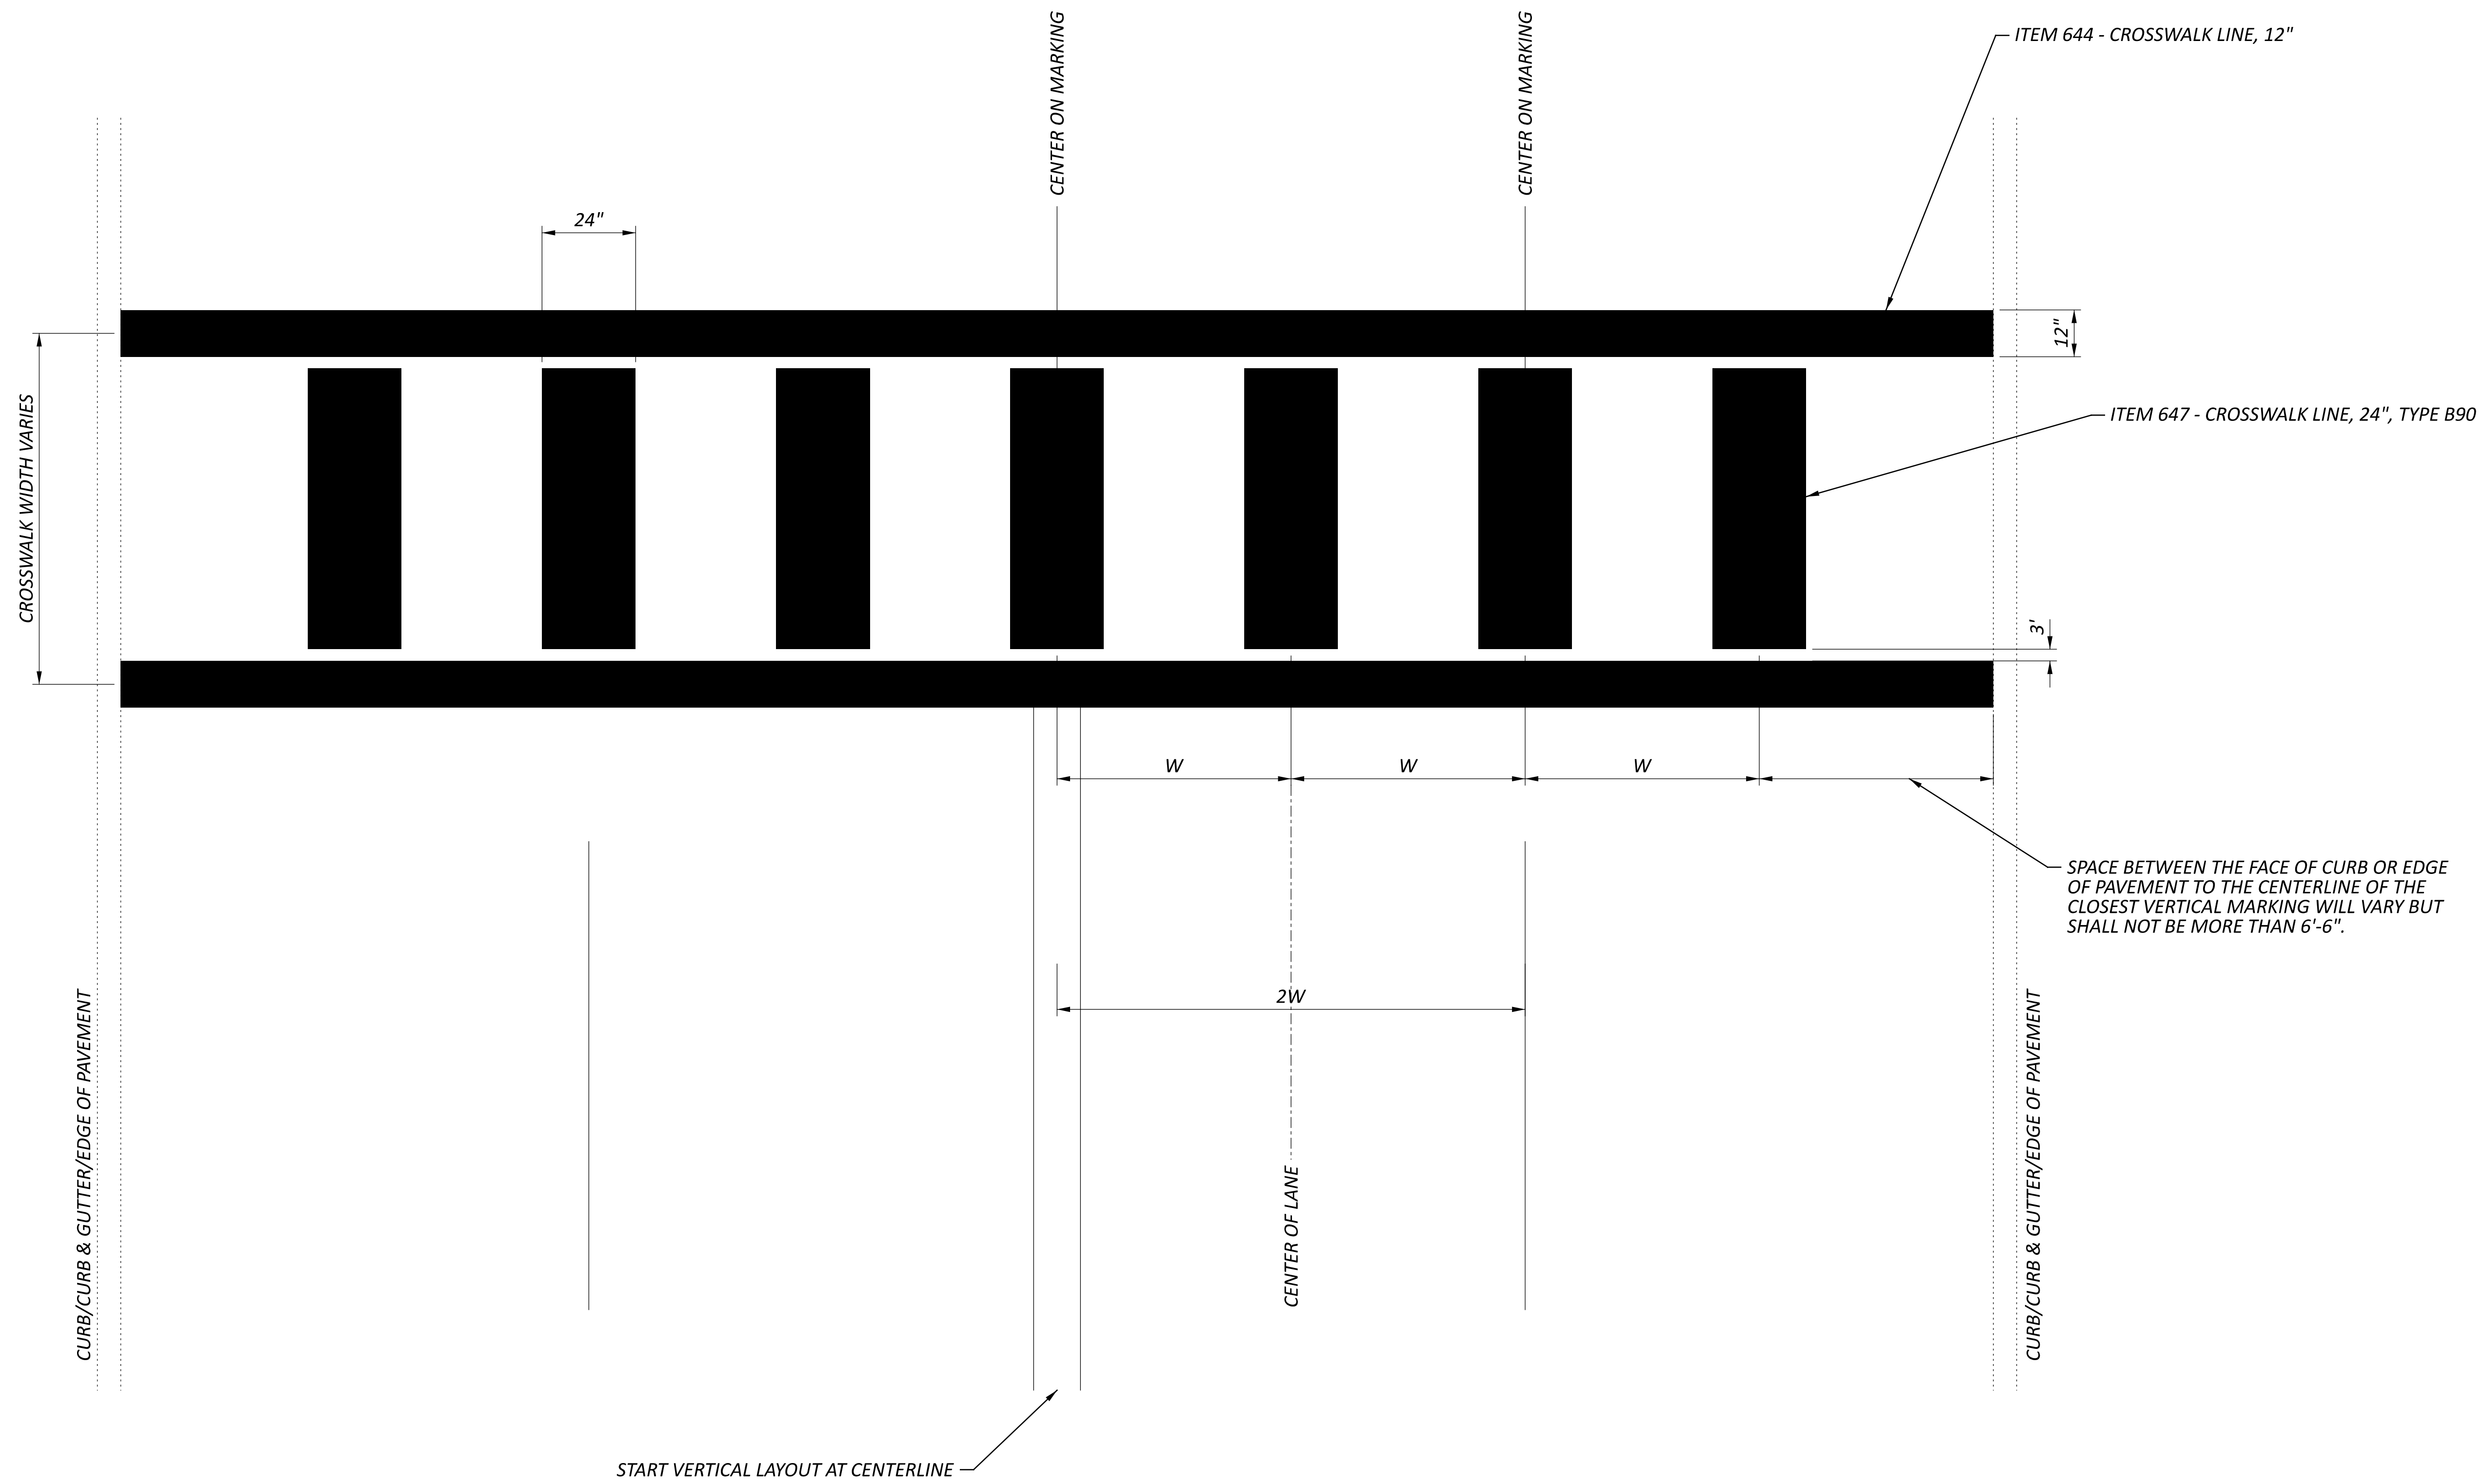 CENTER ON MARKING
CENTER ON MARKING
ITEM 644 - CROSSWALK LINE, 12"
24"
12"
CROSSWALK WIDTH VARIES
ITEM 647 - CROSSWALK LINE, 24", TYPE B90
3'
W
W
W
SPACE BETWEEN THE FACE OF CURB OR EDGE
OF PAVEMENT TO THE CENTERLINE OF THE
CLOSEST VERTICAL MARKING WILL VARY BUT
SHALL NOT BE MORE THAN 6'-6".
2W
CURB/CURB & GUTTER/EDGE OF PAVEMENT
CENTER OF LANE
CURB/CURB & GUTTER/EDGE OF PAVEMENT
START VERTICAL LAYOUT AT CENTERLINE